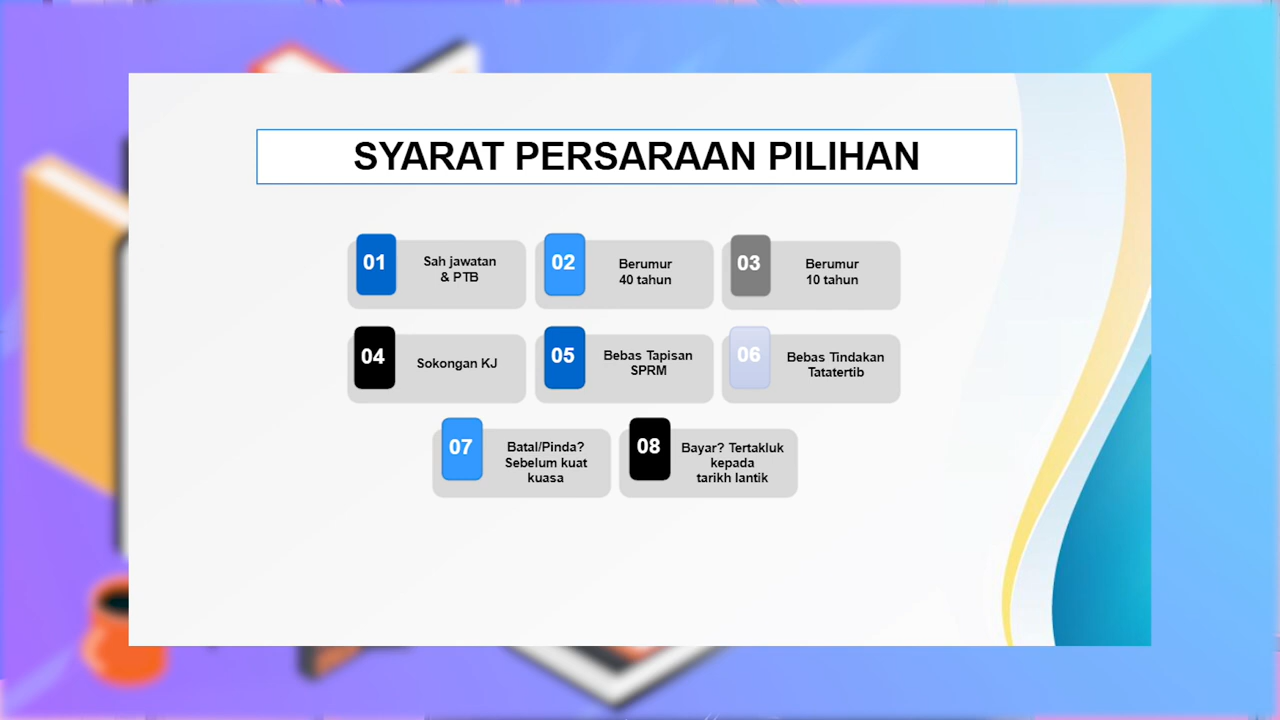 SYARAT PERSARAAN PILIHAN
01
Sah jawatan
& PTB
02
Berumur
40 tahun
03
Berumur
10 tahun
04
Sokongan KJ
05
Bebas Tapisan
SPRM
06
Bebas Tindakan
Tatatertib
07
Batal/Pinda?
Sebelum kuat
kuasa
08
Bayar? Tertakluk
kepada
tarikh lantik